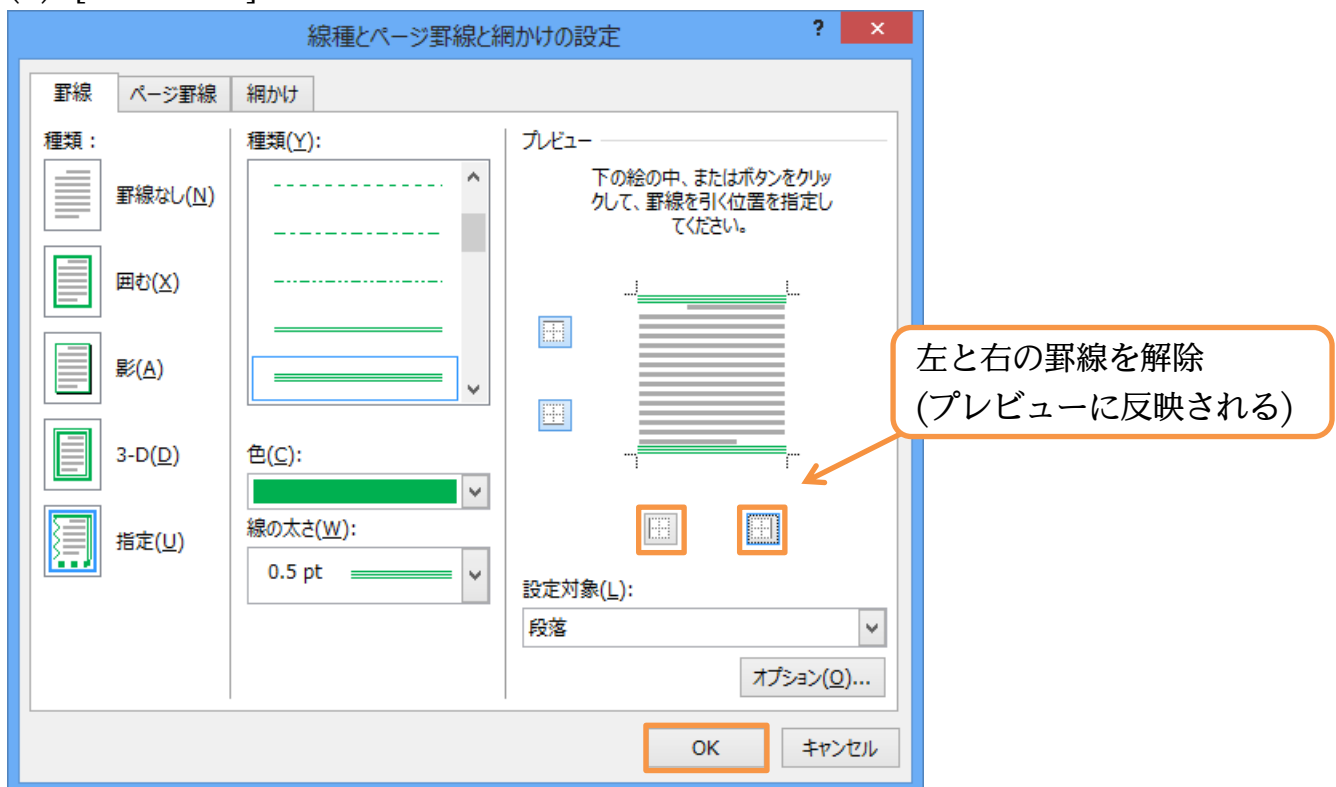 線種とページ罫線と網かけの設定
? ×
罫線 ページ罫線 網かけ
種類：
罫線なし(N)
囲む(X)
影(A)
3-D(D)
指定(U)
種類(Y):
色(C):
線の太さ(W):
0.5 pt
プレビュー
下の絵の中、またはボタンをクリッ
クして、罫線を引く位置を指定し
てください。
設定対象(L):
段落
オプション(O)...
OK キャンセル
左と右の罫線を解除
(プレビューに反映される)